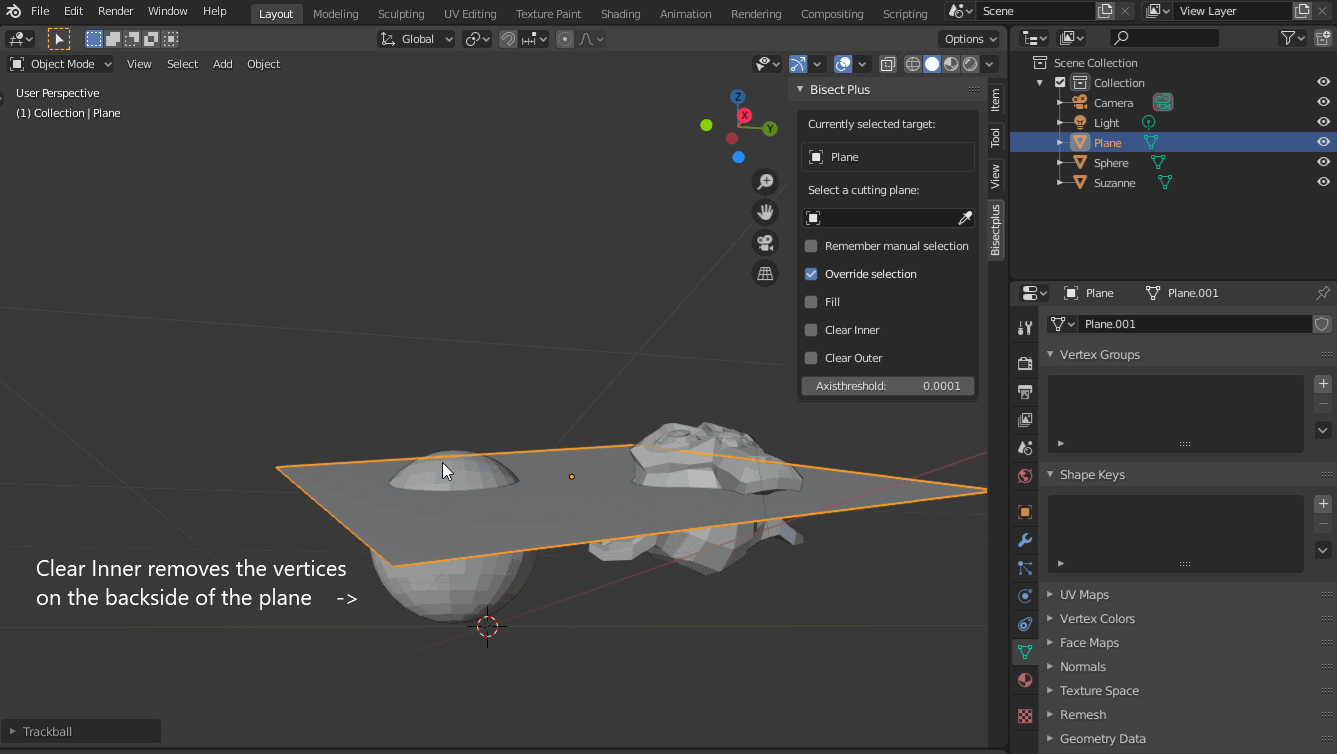 File Edit Render Window Help Layout Modeling Sculpting UV Editing Texture Paint Shading Animation Rendering Compositing Scripting Scene View Layer
Global Options
Object Mode View Select Add Object
User Perspective
(1) Collection | Plane
Z
X
Y
Bisect Plus
Currently selected target:
Plane
Select a cutting plane:
Remember manual selection
Override selection
Fill
Clear Inner
Clear Outer
Axisthreshold: 0.0001
Item
Tool
View
Bisectplus
Scene Collection
Collection
Camera
Light
Plane
Sphere
Suzanne
Plane Plane.001
Plane.001
Vertex Groups
Shape Keys
UV Maps
Vertex Colors
Face Maps
Normals
Texture Space
Remesh
Geometry Data
Clear Inner removes the vertices
on the backside of the plane ->
Trackball